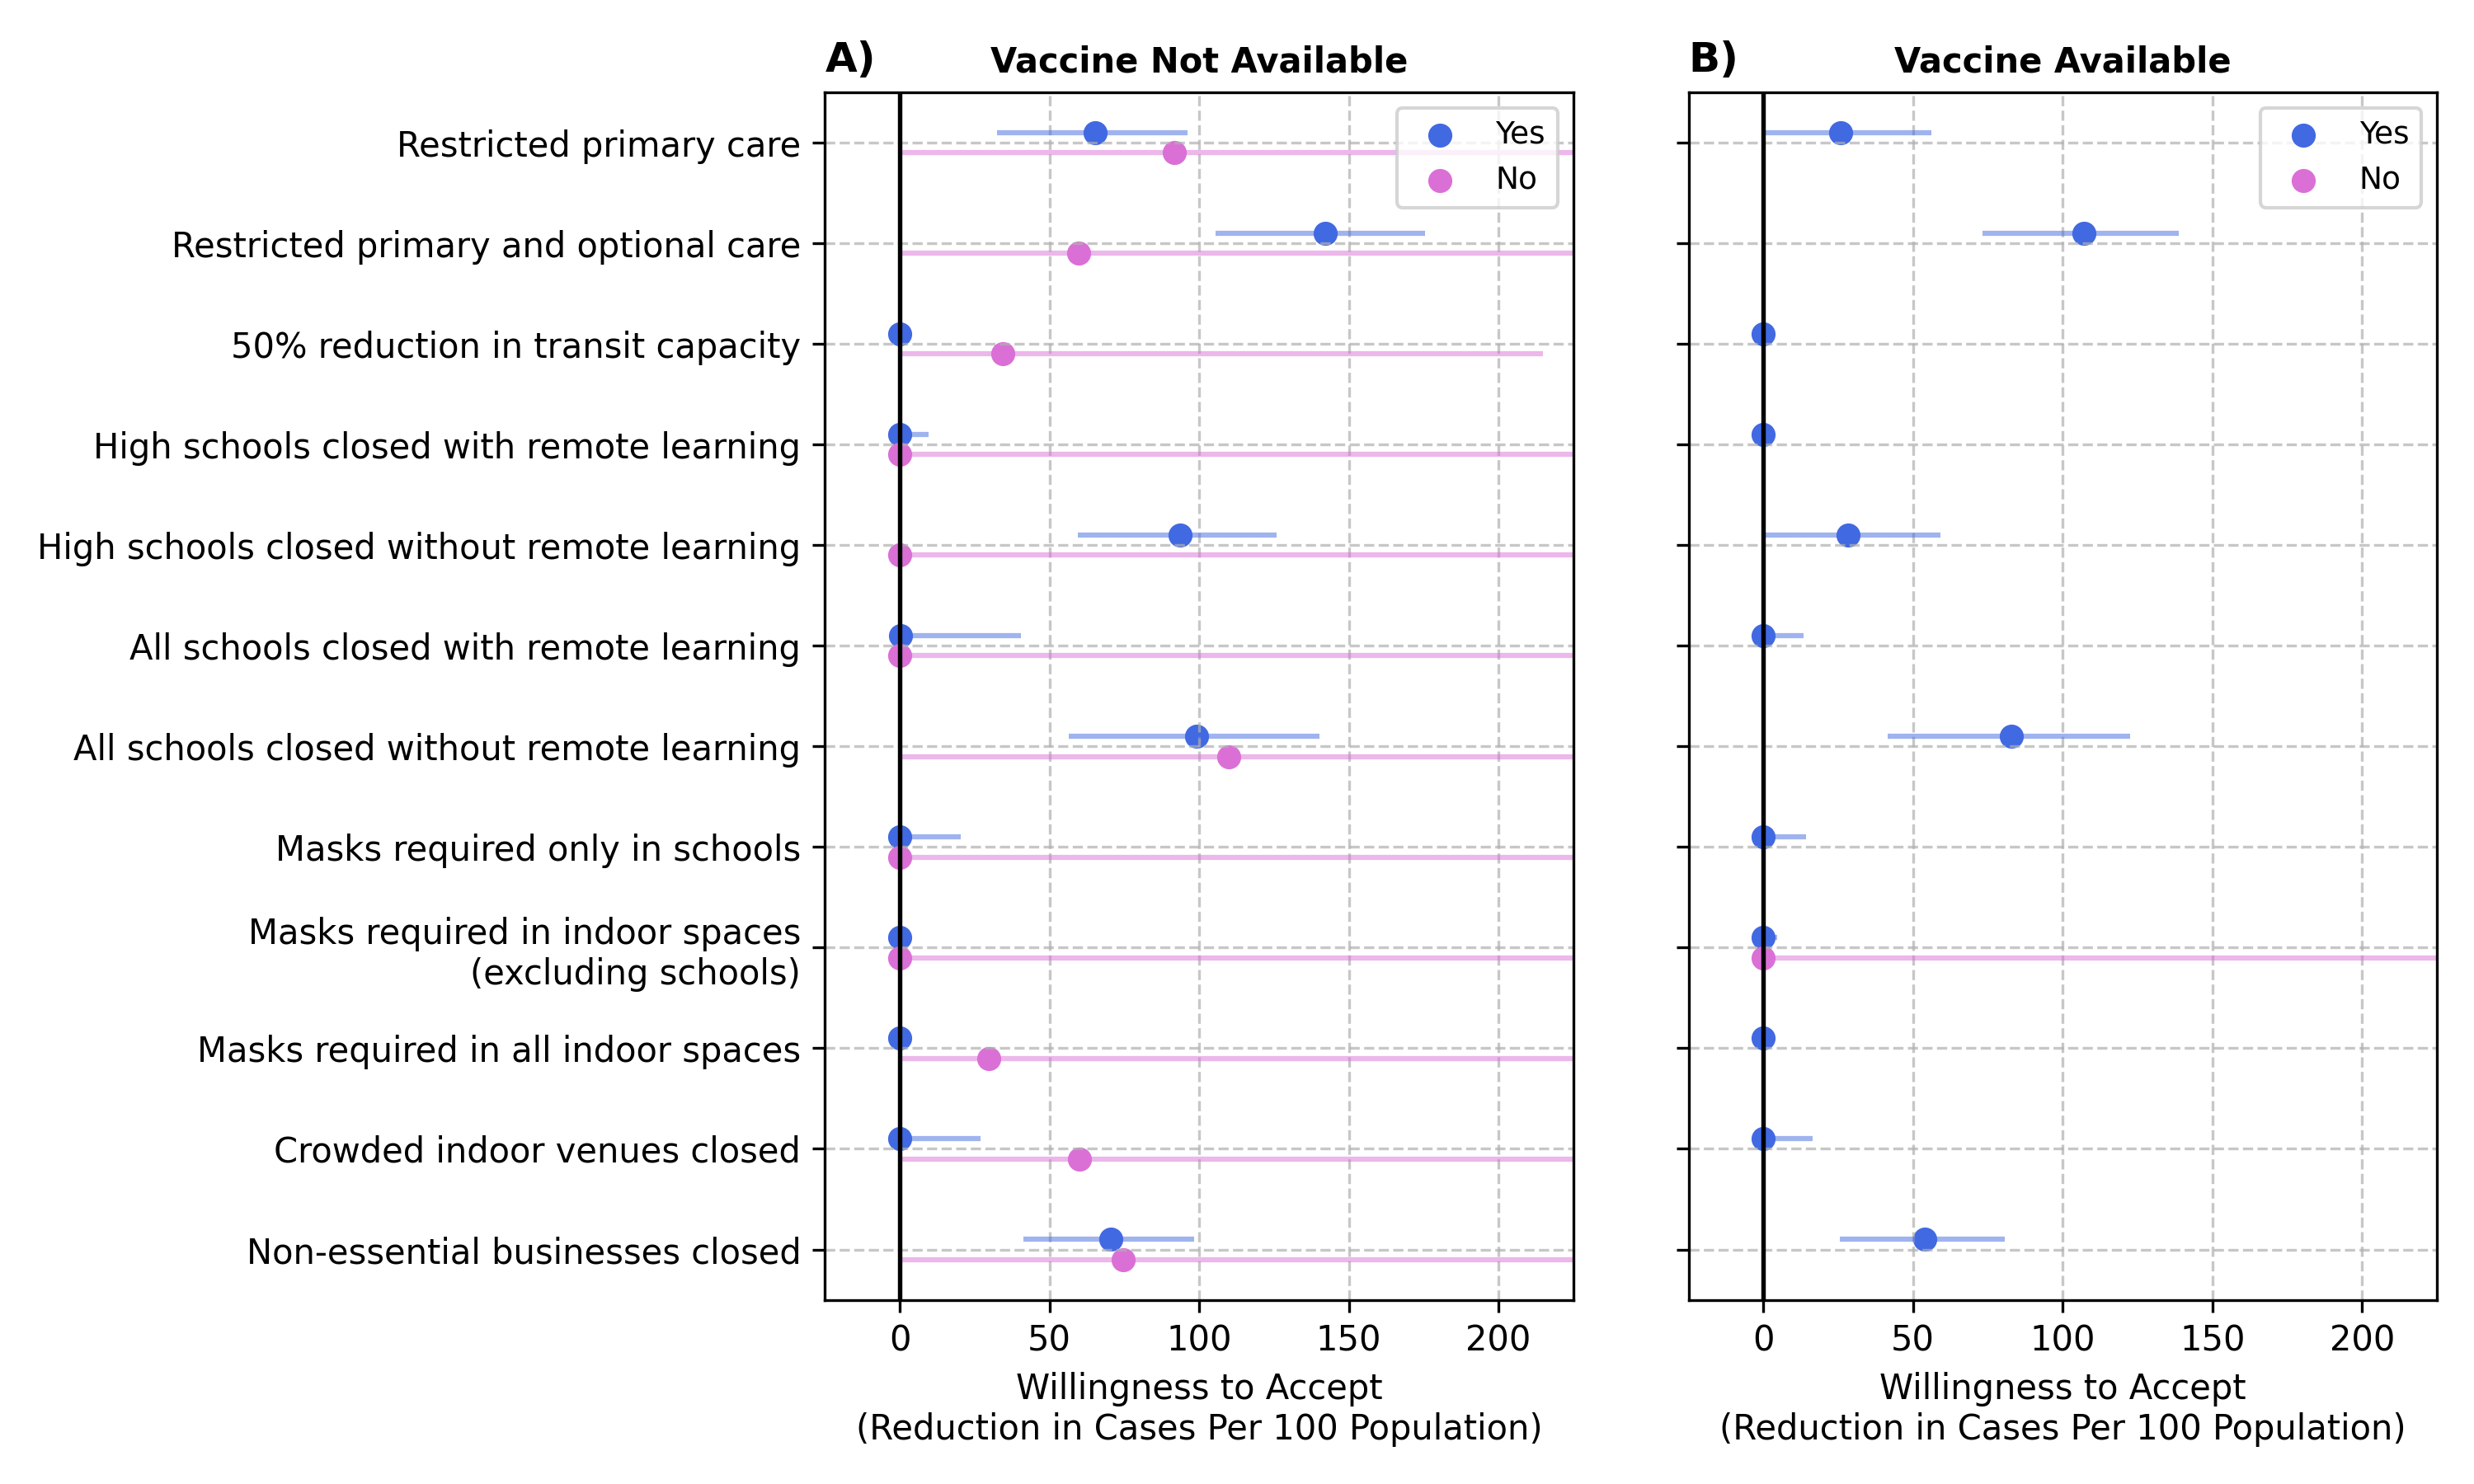 A) Vaccine Not Available
B) Vaccine Available
Yes
No
Yes
No
Restricted primary care
Restricted primary and optional care
50% reduction in transit capacity
High schools closed with remote learning
High schools closed without remote learning
All schools closed with remote learning
All schools closed without remote learning
Masks required only in schools
Masks required in indoor spaces
(excluding schools)
Masks required in all indoor spaces
Crowded indoor venues closed
Non-essential businesses closed
0 50 100 150 200
Willingness to Accept
(Reduction in Cases Per 100 Population)
0 50 100 150 200
Willingness to Accept
(Reduction in Cases Per 100 Population)